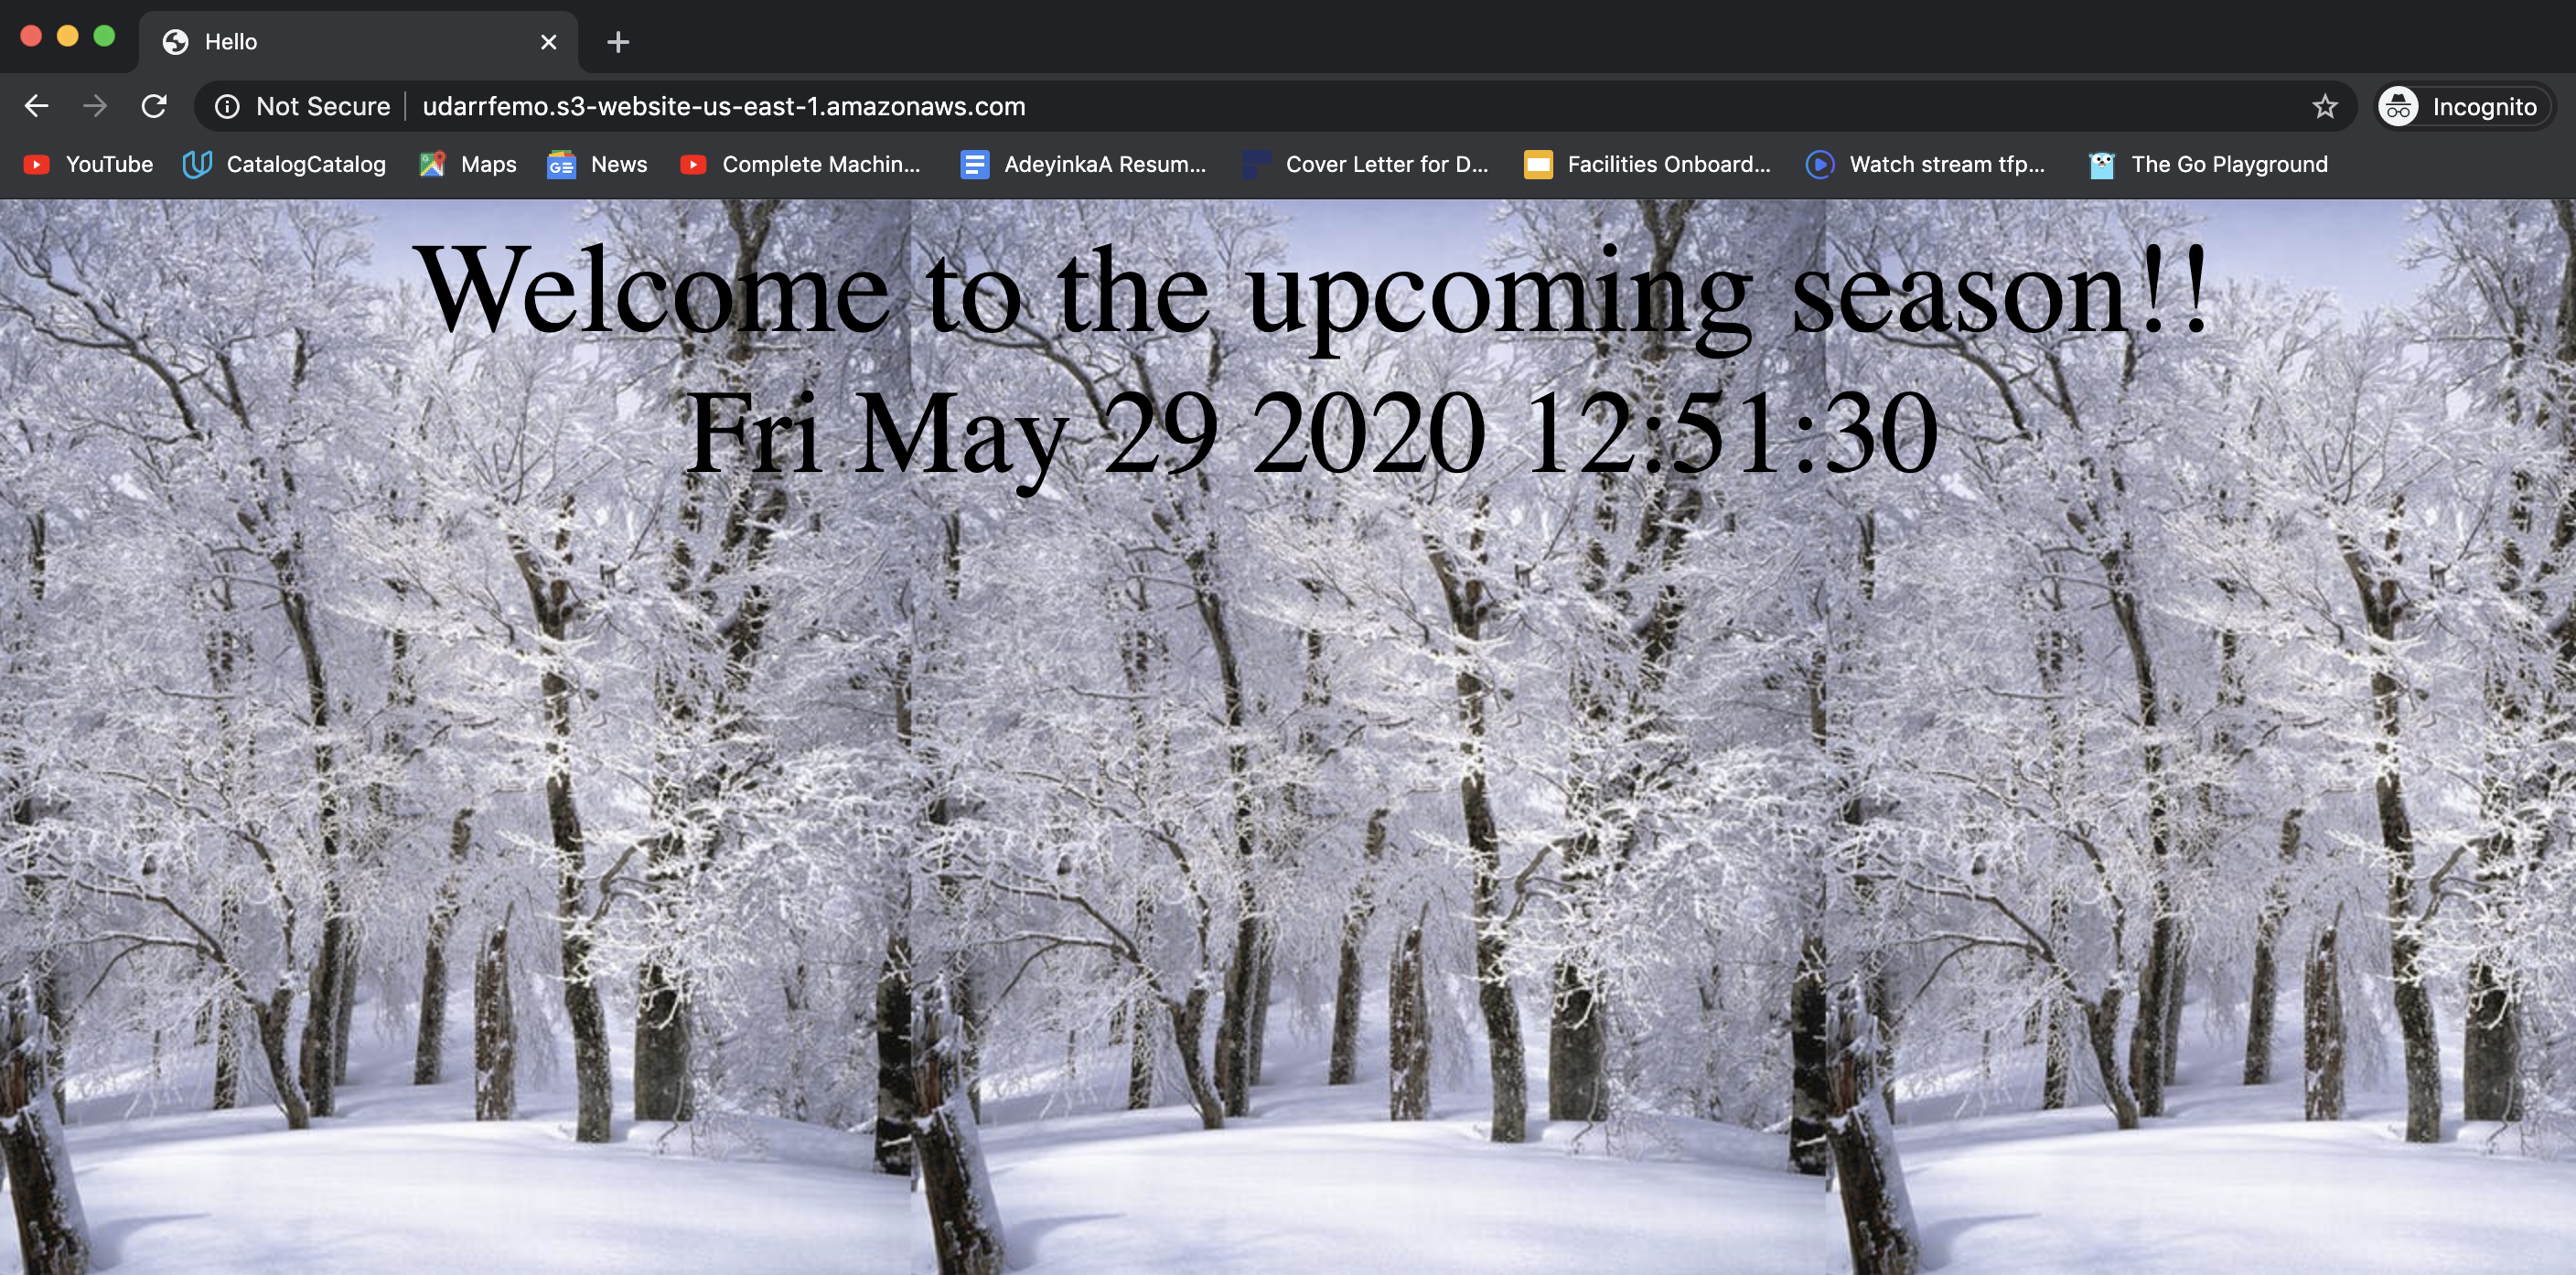 Hello
Not Secure udarrfemo.s3-website-us-east-1.amazonaws.com Incognito
YouTube CatalogCatalog Maps News Complete Machin... AdeyinkaA Resum... Cover Letter for D... Facilities Onboard... Watch stream tfp... The Go Playground
Welcome to the upcoming season!!
Fri May 29 2020 12:51:30